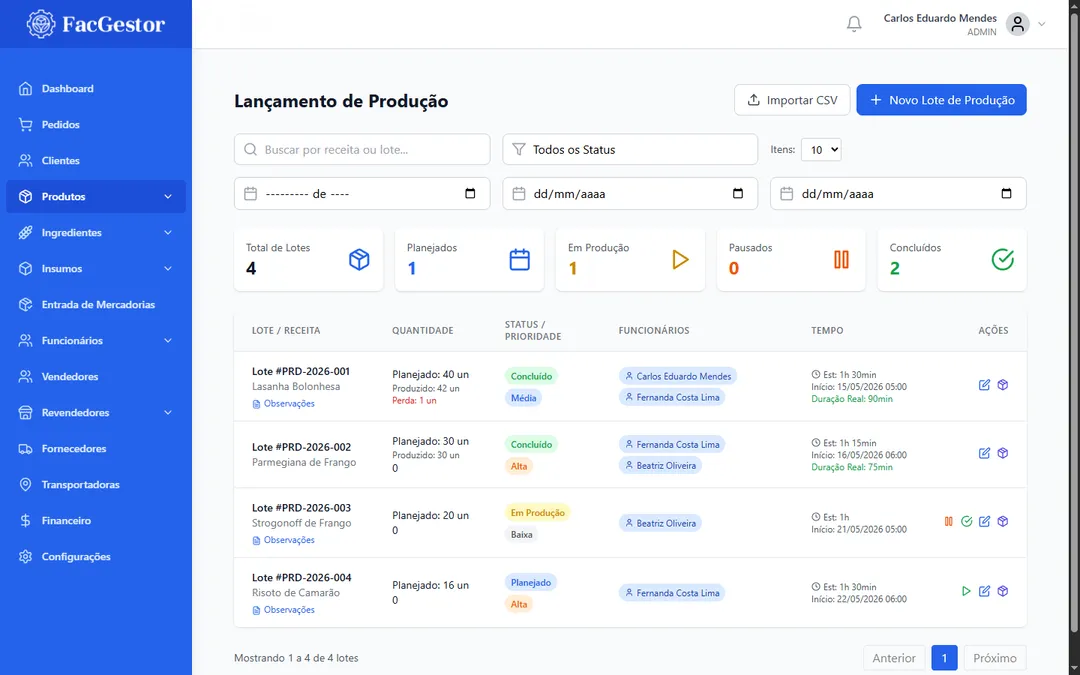 FacGestor
Carlos Eduardo Mendes
ADMIN
Dashboard
Pedidos
Clientes
Produtos
Ingredientes
Insumos
Entrada de Mercadorias
Funcionários
Vendedores
Revendedores
Fornecedores
Transportadoras
Financeiro
Configurações
Lançamento de Produção
Importar CSV
Novo Lote de Produção
Buscar por receita ou lote...
Todos os Status
Itens: 10
--------- de ----
dd/mm/aaaa
dd/mm/aaaa
Total de Lotes
4
Planejados
1
Em Produção
1
Pausados
0
Concluídos
2
LOTE / RECEITA
QUANTIDADE
STATUS /
PRIORIDADE
FUNCIONÁRIOS
TEMPO
AÇÕES
Lote #PRD-2026-001
Lasanha Bolonhesa
Observações
Planejado: 40 un
Produzido: 42 un
Perda: 1 un
Concluído
Média
Carlos Eduardo Mendes
Fernanda Costa Lima
Est: 1h 30min
Início: 15/05/2026 05:00
Duração Real: 90min
Lote #PRD-2026-002
Parmegiana de Frango
Planejado: 30 un
Produzido: 30 un
0
Concluído
Alta
Fernanda Costa Lima
Beatriz Oliveira
Est: 1h 15min
Início: 16/05/2026 06:00
Duração Real: 75min
Lote #PRD-2026-003
Strogonoff de Frango
Observações
Planejado: 20 un
0
Em Produção
Baixa
Beatriz Oliveira
Est: 1h
Início: 21/05/2026 05:00
Lote #PRD-2026-004
Risoto de Camarão
Observações
Planejado: 16 un
0
Planejado
Alta
Fernanda Costa Lima
Est: 1h 30min
Início: 22/05/2026 06:00
Mostrando 1 a 4 de 4 lotes
Anterior
1
Próximo